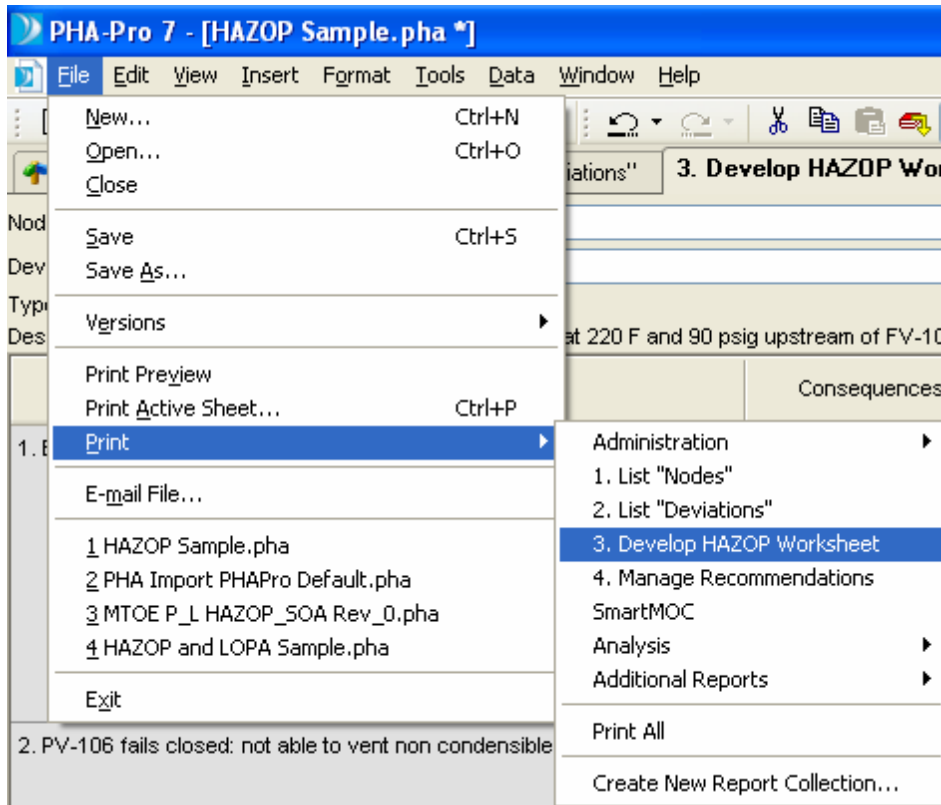 PHA-Pro 7 - [HAZOP Sample.pha *]
File Edit View Insert Format Tools Data Window Help
New... Ctrl+N
Open... Ctrl+O
Close
iations" 3. Develop HAZOP Wor
Nod
Save Ctrl+S
Dev
Save As...
Type
Versions
Des at 220 F and 90 psig upstream of FV-10
Print Preview
Consequences
Print Active Sheet... Ctrl+P
1. E Print
Administration
1. List "Nodes"
E-mail File...
2. List "Deviations"
1 HAZOP Sample.pha
3. Develop HAZOP Worksheet
2 PHA Import PHAPro Default.pha
4. Manage Recommendations
3 MTOE P_L HAZOP_SOA Rev_0.pha
SmartMOC
4 HAZOP and LOPA Sample.pha
Analysis
Additional Reports
Exit
Print All
2. PV-106 fails closed: not able to vent non condensible
Create New Report Collection...